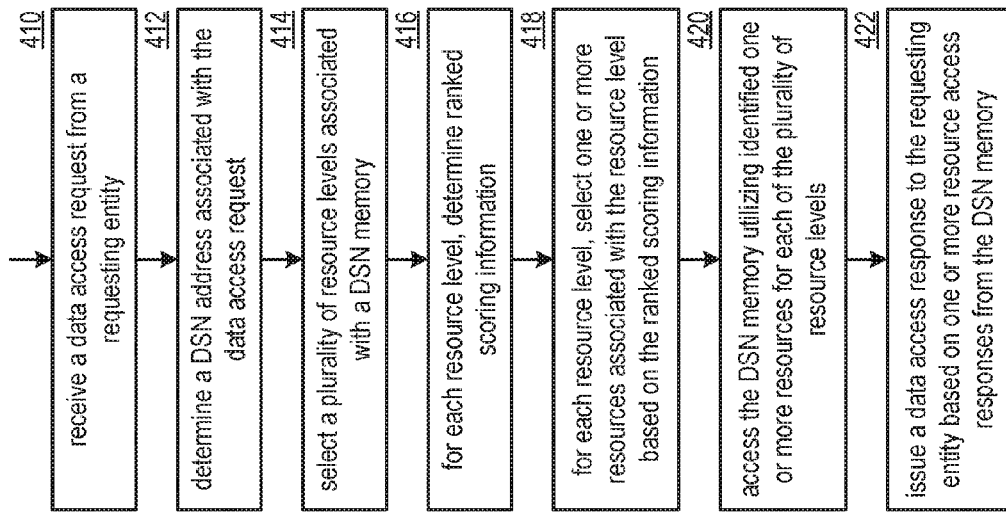 410
receive a data access request from a
requesting entity
412
determine a DSN address associated with the
data access request
414
select a plurality of resource levels associated
with a DSN memory
416
for each resource level, determine ranked
scoring information
418
for each resource level, select one or more
resources associated with the resource level
based on the ranked scoring information
420
access the DSN memory utilizing identified one
or more resources for each of the plurality of
resource levels
422
issue a data access response to the requesting
entity based on one or more resource access
responses from the DSN memory